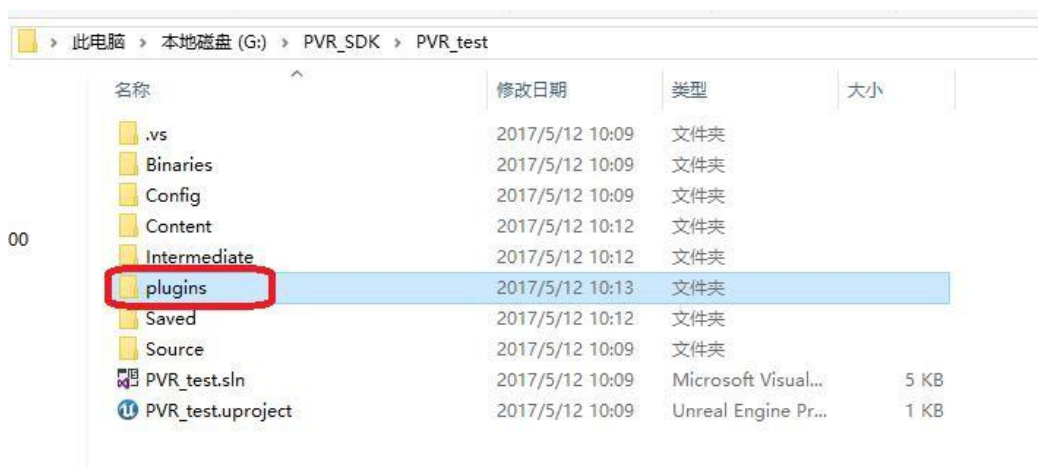 此电脑 > 本地磁盘 (G:) > PVR_SDK > PVR_test
名称 修改日期 类型 大小
.vs 2017/5/12 10:09 文件夹
Binaries 2017/5/12 10:09 文件夹
Config 2017/5/12 10:09 文件夹
Content 2017/5/12 10:12 文件夹
00
Intermediate 2017/5/12 10:12 文件夹
plugins 2017/5/12 10:13 文件夹
Saved 2017/5/12 10:12 文件夹
Source 2017/5/12 10:09 文件夹
PVR_test.sln 2017/5/12 10:09 Microsoft Visual... 5 KB
PVR_test.uproject 2017/5/12 10:09 Unreal Engine Pr... 1 KB